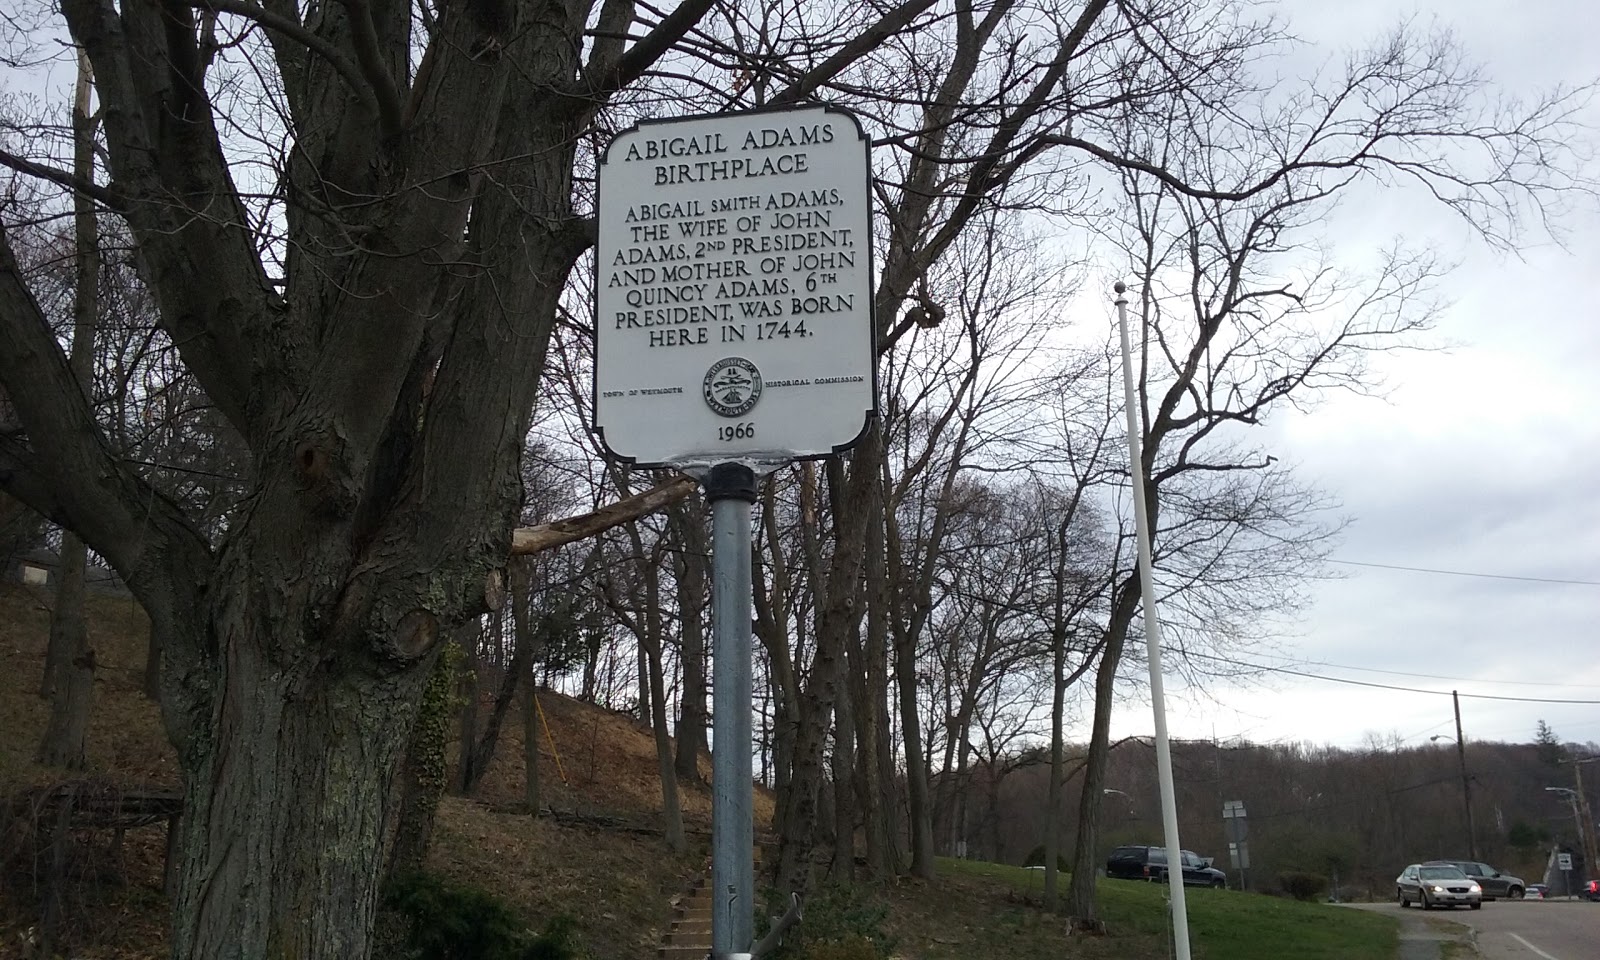 ABIGAIL ADAMS
BIRTHPLACE
ABIGAIL SMITH ADAMS,
THE WIFE OF JOHN
ADAMS, 2ND PRESIDENT,
AND MOTHER OF JOHN
QUINCY ADAMS, 6TH
PRESIDENT, WAS BORN
HERE IN 1744.
TOWN OF WEYMOUTH HISTORICAL COMMISSION
1966